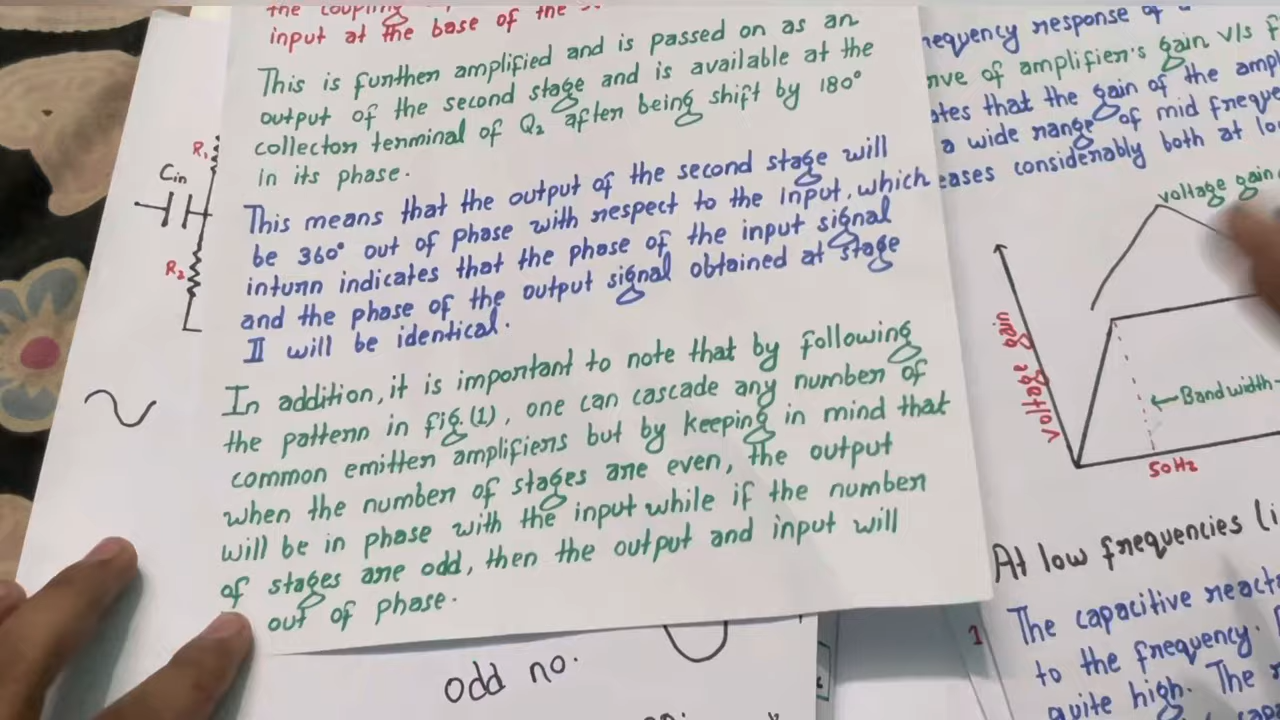 the coupling
input at the base of the
This is further amplified and is passed on as an
output of the second stage and is available at the
collector terminal of Q2 after being shift by 180°
in its phase.
This means that the output of the second stage will
be 360° out of phase with respect to the input, which
inturn indicates that the phase of the input signal
and the phase of the output signal obtained at stage
II will be identical.
In addition, it is important to note that by following
the pattern in fig.(1), one can cascade any number of
common emitter amplifiers but by keeping in mind that
when the number of stages are even, the output
will be in phase with the input while if the number
of stages are odd, then the output and input will
out of phase.
odd no.
R1
Cin
R2
frequency response of
of amplifier's gain v/s
that the gain of the
a wide range of mid
considerably both at
voltage gain
voltage gain
Bandwidth
50Hz
At low frequencies
1
The capacitive
to the frequency.
quite high. The